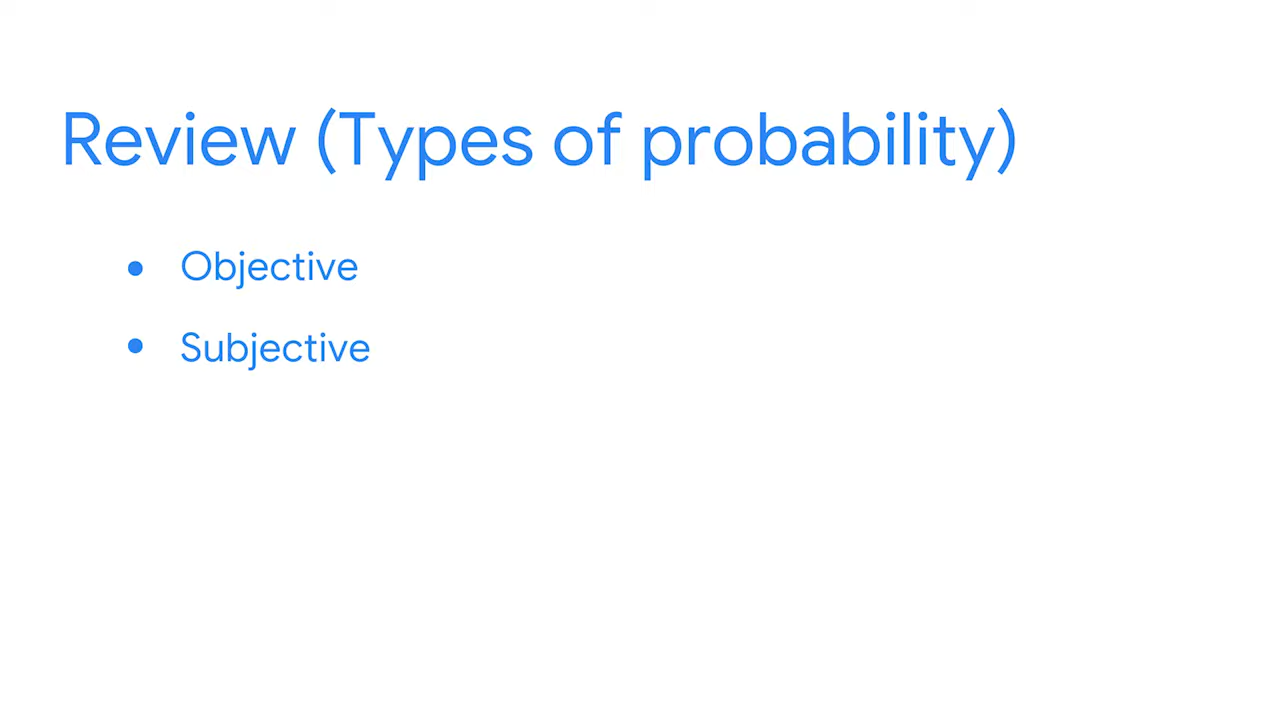 Review (Types of probability)
● Objective
● Subjective